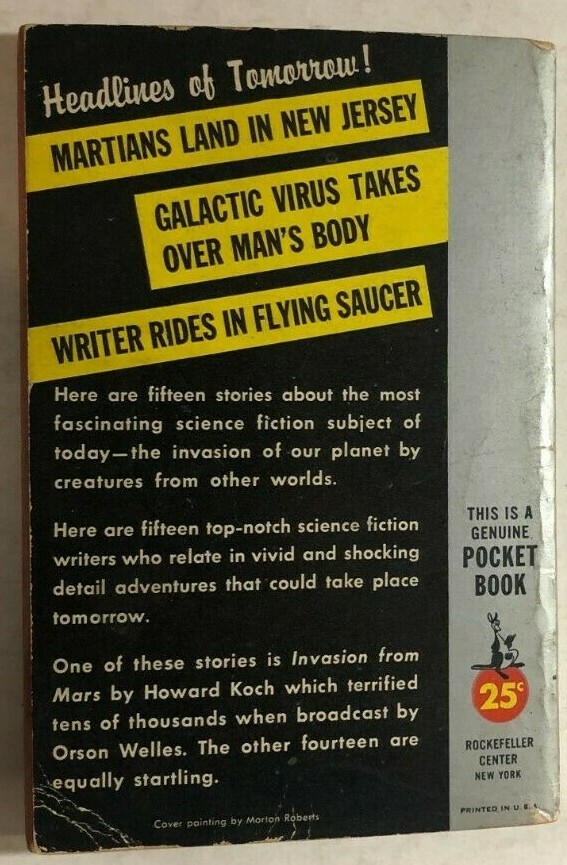 Headlines of Tomorrow!
MARTIANS LAND IN NEW JERSEY
GALACTIC VIRUS TAKES
OVER MAN'S BODY
WRITER RIDES IN FLYING SAUCER
Here are fifteen stories about the most
fascinating science fiction subject of
today—the invasion of our planet by
creatures from other worlds.
Here are fifteen top-notch science fiction
writers who relate in vivid and shocking
detail adventures that could take place
tomorrow.
One of these stories is Invasion from
Mars by Howard Koch which terrified
tens of thousands when broadcast by
Orson Welles. The other fourteen are
equally startling.
Cover painting by Morton Roberts
THIS IS A
GENUINE
POCKET
BOOK
25¢
ROCKEFELLER
CENTER
NEW YORK
PRINTED IN U.S.A.